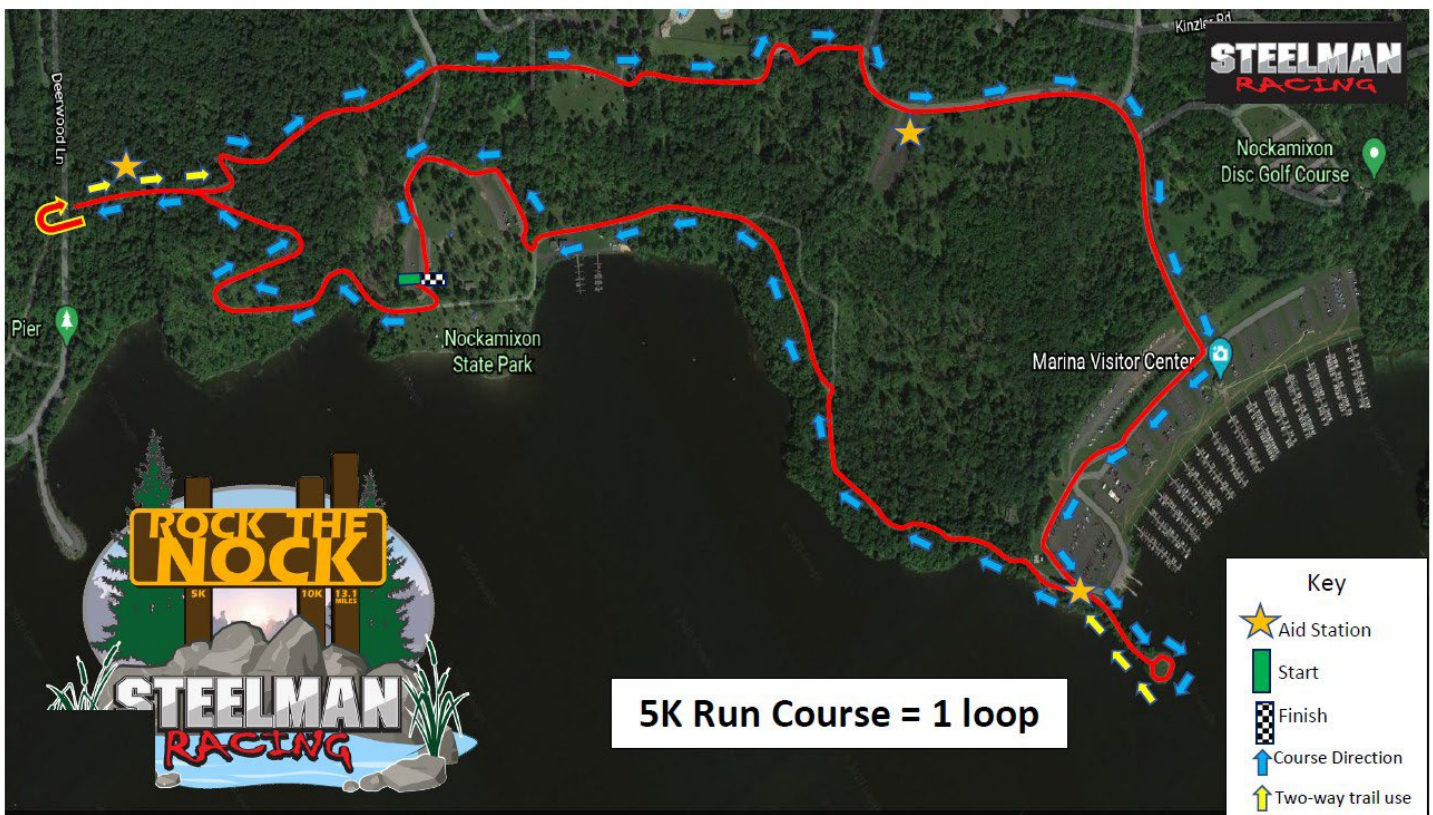 Kinzler Rd
STEELMAN
RACING
Deerwood Ln
Nockamixon
Disc Golf Course
Pier
Nockamixon
State Park
Marina Visitor Center
ROCK THE
NOCK
5K
10K
13.1
MILES
STEELMAN
RACING
5K Run Course = 1 loop
Key
Aid Station
Start
Finish
Course Direction
Two-way trail use